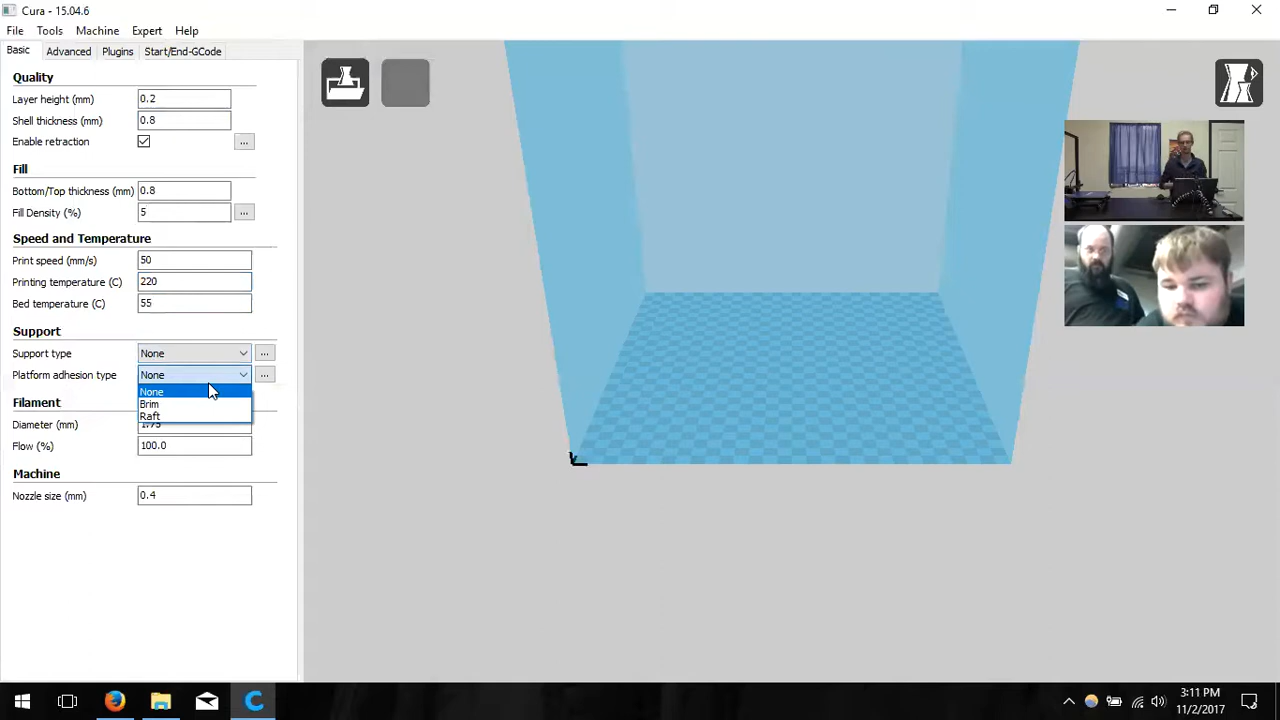 Cura - 15.04.6
File Tools Machine Expert Help
Basic Advanced Plugins Start/End-GCode
Quality
Layer height (mm) 0.2
Shell thickness (mm) 0.8
Enable retraction ...
Fill
Bottom/Top thickness (mm) 0.8
Fill Density (%) 5 ...
Speed and Temperature
Print speed (mm/s) 50
Printing temperature (C) 220
Bed temperature (C) 55
Support
Support type None ...
Platform adhesion type None ...
None
Brim
Raft
Filament
Diameter (mm) 1.75
Flow (%) 100.0
Machine
Nozzle size (mm) 0.4
3:11 PM
11/2/2017